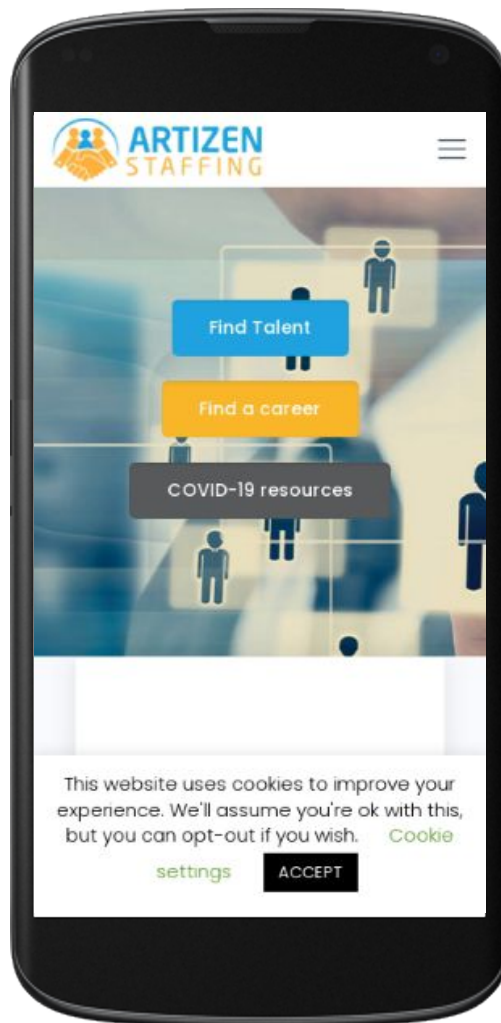 ARTIZEN
STAFFING
Find Talent
Find a career
COVID-19 resources
This website uses cookies to improve your
experience. We'll assume you're ok with this,
but you can opt-out if you wish. Cookie
settings ACCEPT